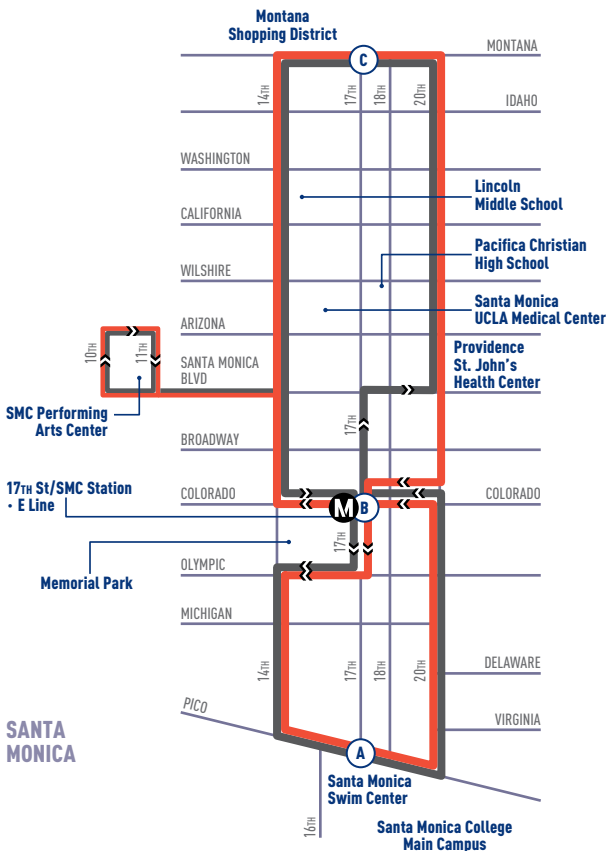 Montana
Shopping District
MONTANA
C
14TH
17TH
18TH
20TH
IDAHO
WASHINGTON
Lincoln
Middle School
CALIFORNIA
Pacifica Christian
High School
WILSHIRE
Santa Monica
UCLA Medical Center
ARIZONA
10TH
11TH
Providence
St. John's
Health Center
SANTA MONICA
BLVD
SMC Performing
Arts Center
17TH
BROADWAY
17TH St/SMC Station
· E Line
COLORADO
M
B
COLORADO
17TH
Memorial Park
OLYMPIC
MICHIGAN
14TH
17TH
18TH
20TH
DELAWARE
PICO
VIRGINIA
SANTA
MONICA
A
Santa Monica
Swim Center
16TH
Santa Monica College
Main Campus